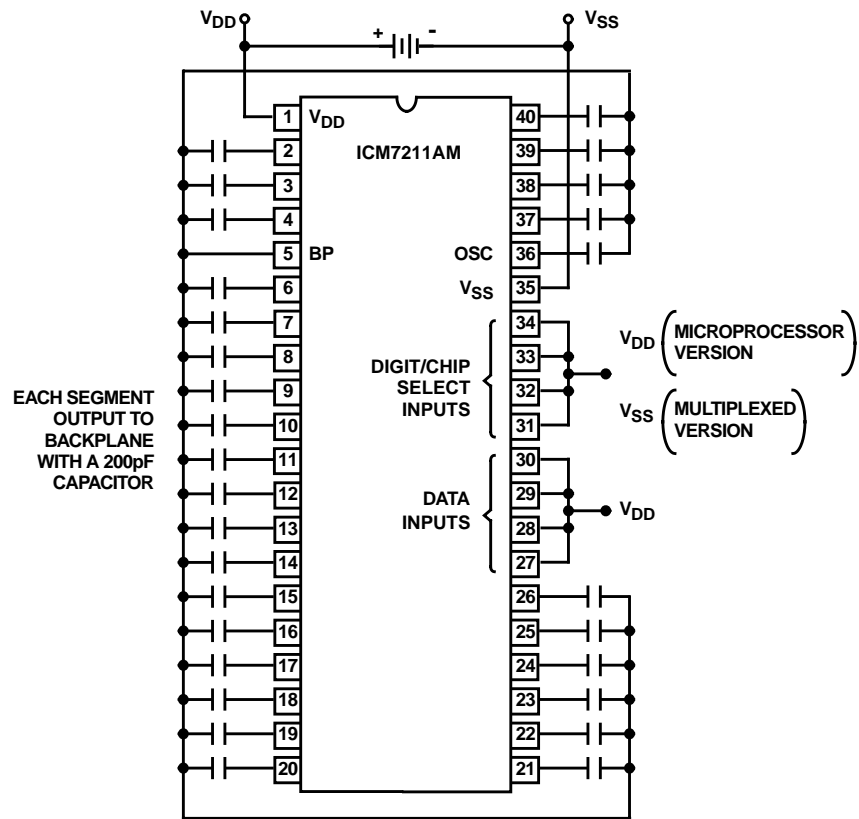 VDD
+
-
VSS
1
VDD
40
2
ICM7211AM
39
3
38
4
37
5
BP
OSC
36
6
VSS
35
7
34
8
33
9
32
10
31
DIGIT/CHIP
SELECT
INPUTS
VDD (MICROPROCESSOR
VERSION)
VSS (MULTIPLEXED
VERSION)
EACH SEGMENT
OUTPUT TO
BACKPLANE
WITH A 200pF
CAPACITOR
11
30
12
29
13
28
14
27
DATA
INPUTS
VDD
15
26
16
25
17
24
18
23
19
22
20
21